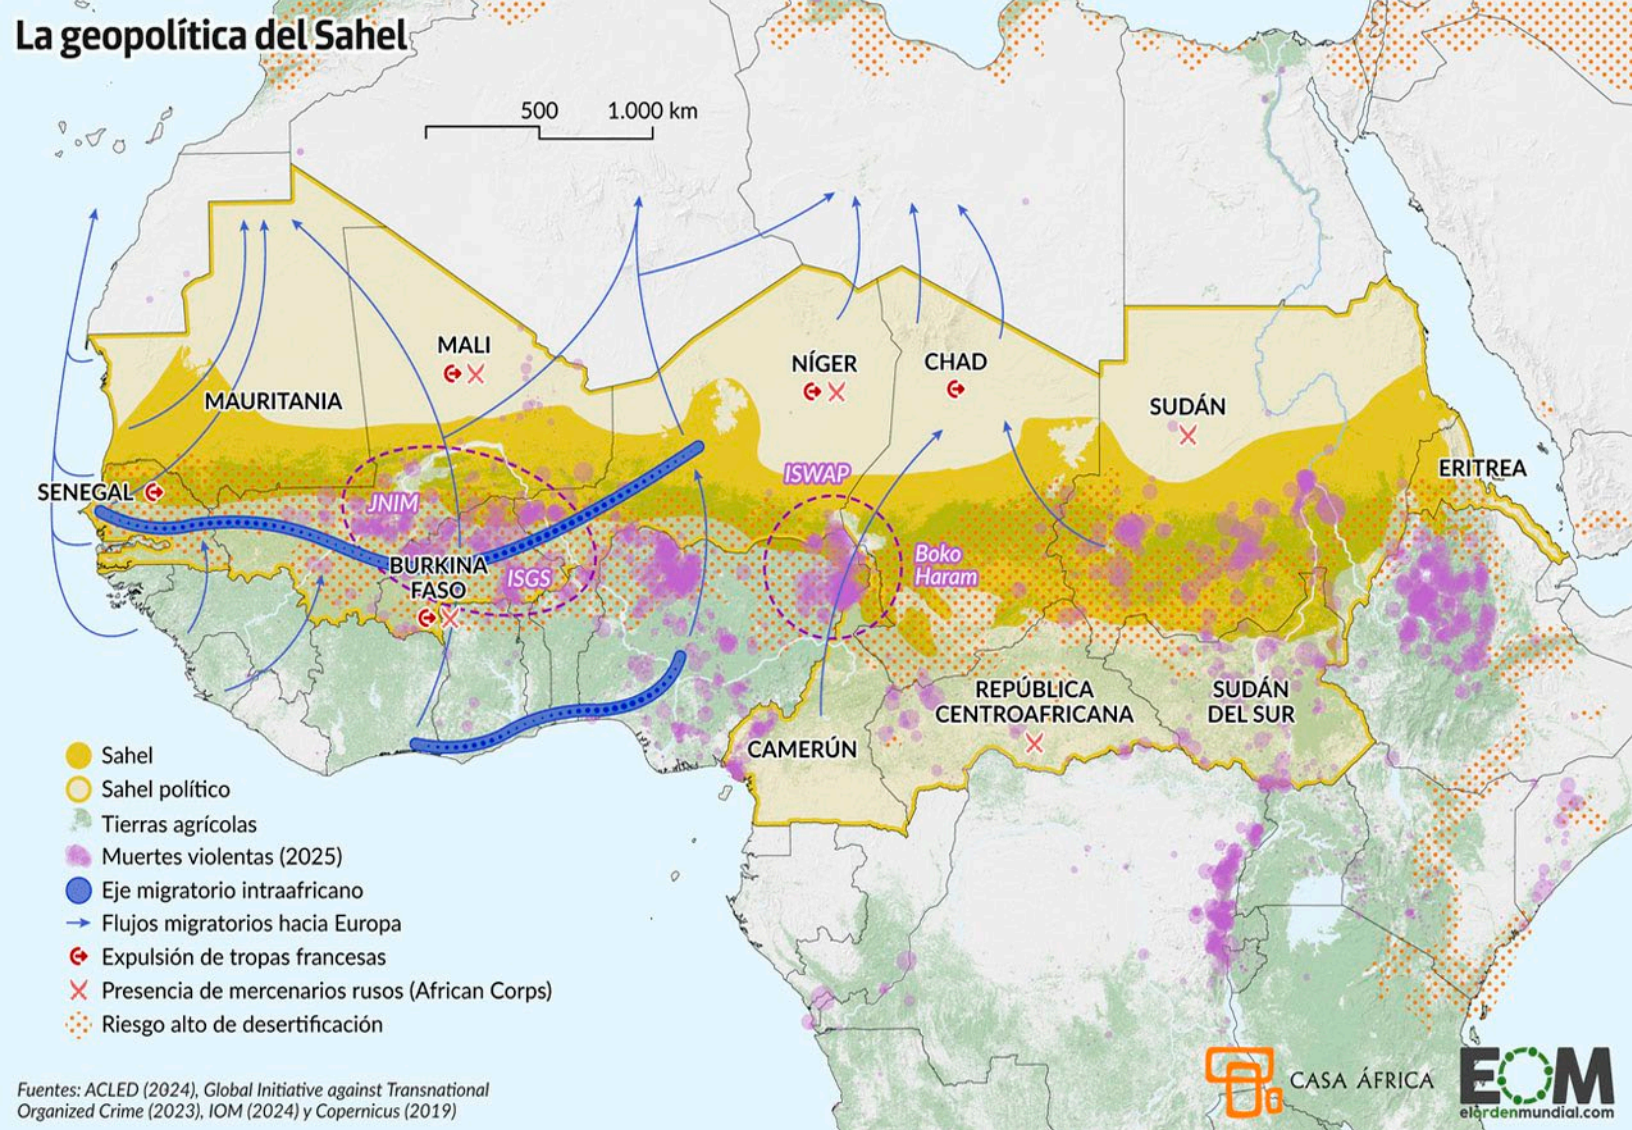 La geopolítica del Sahel
500
1.000 km
MALI
NÍGER
CHAD
MAURITANIA
SUDÁN
ERITREA
SENEGAL
ISWAP
JNIM
Boko
Haram
BURKINA
FASO
ISGS
REPÚBLICA
CENTROAFRICANA
SUDÁN
DEL SUR
CAMERÚN
Sahel
Sahel político
Tierras agrícolas
Muertes violentas (2025)
Eje migratorio intraafricano
Flujos migratorios hacia Europa
Expulsión de tropas francesas
Presencia de mercenarios rusos (African Corps)
Riesgo alto de desertificación
Fuentes: ACLED (2024), Global Initiative against Transnational
Organized Crime (2023), IOM (2024) y Copernicus (2019)
CASA ÁFRICA
EOM
elordenmundial.com